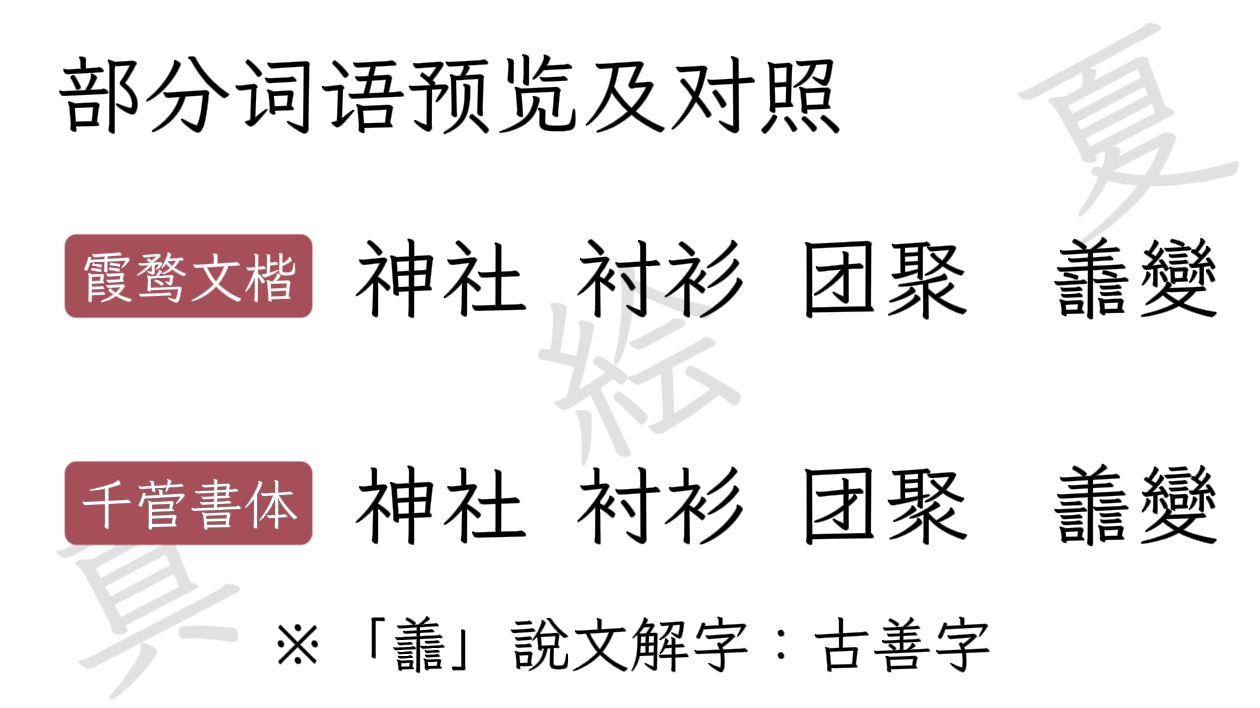 部分词语预览及对照
夏
霞鹜文楷 神社 衬衫 团聚 譱變
絵
千菅書体 神社 衬衫 团聚 譱變
真
※「譱」說文解字：古善字